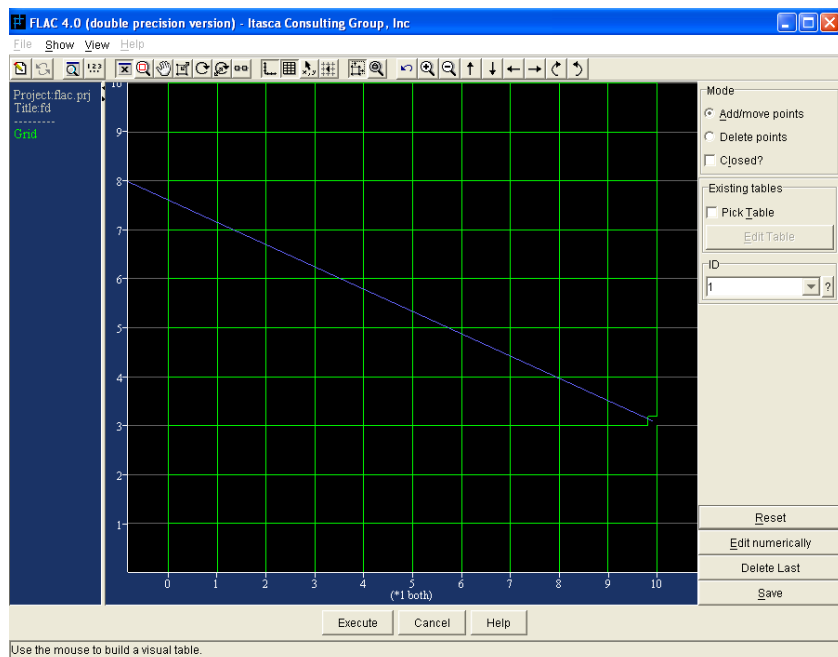 FLAC 4.0 (double precision version) - Itasca Consulting Group, Inc
File Show View Help
123
x,y
Project:flac.prj
Title:fd
---------
Grid
10
9
8
7
6
5
4
3
2
1
0 1 2 3 4 5 6 7 8 9 10
(*1 both)
Mode
Add/move points
Delete points
Closed?
Existing tables
Pick Table
Edit Table
ID
1
?
Reset
Edit numerically
Delete Last
Save
Execute Cancel Help
Use the mouse to build a visual table.